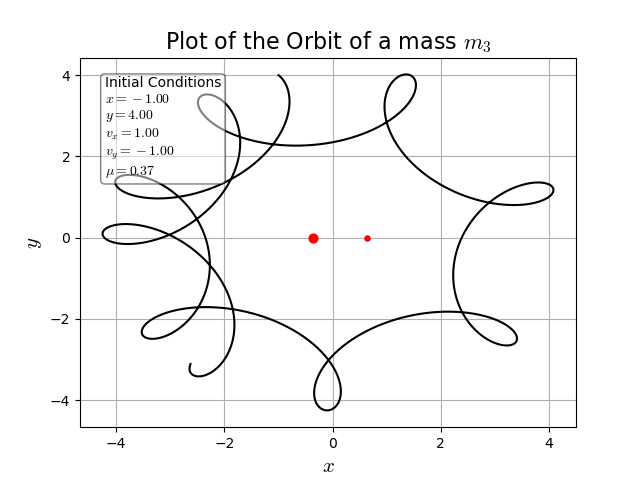 Plot of the Orbit of a mass m₃
Initial Conditions
x = −1.00
y = 4.00
vₓ = 1.00
v_y = −1.00
μ = 0.37
4
2
0
−2
−4
y
−4 −2 0 2 4
x